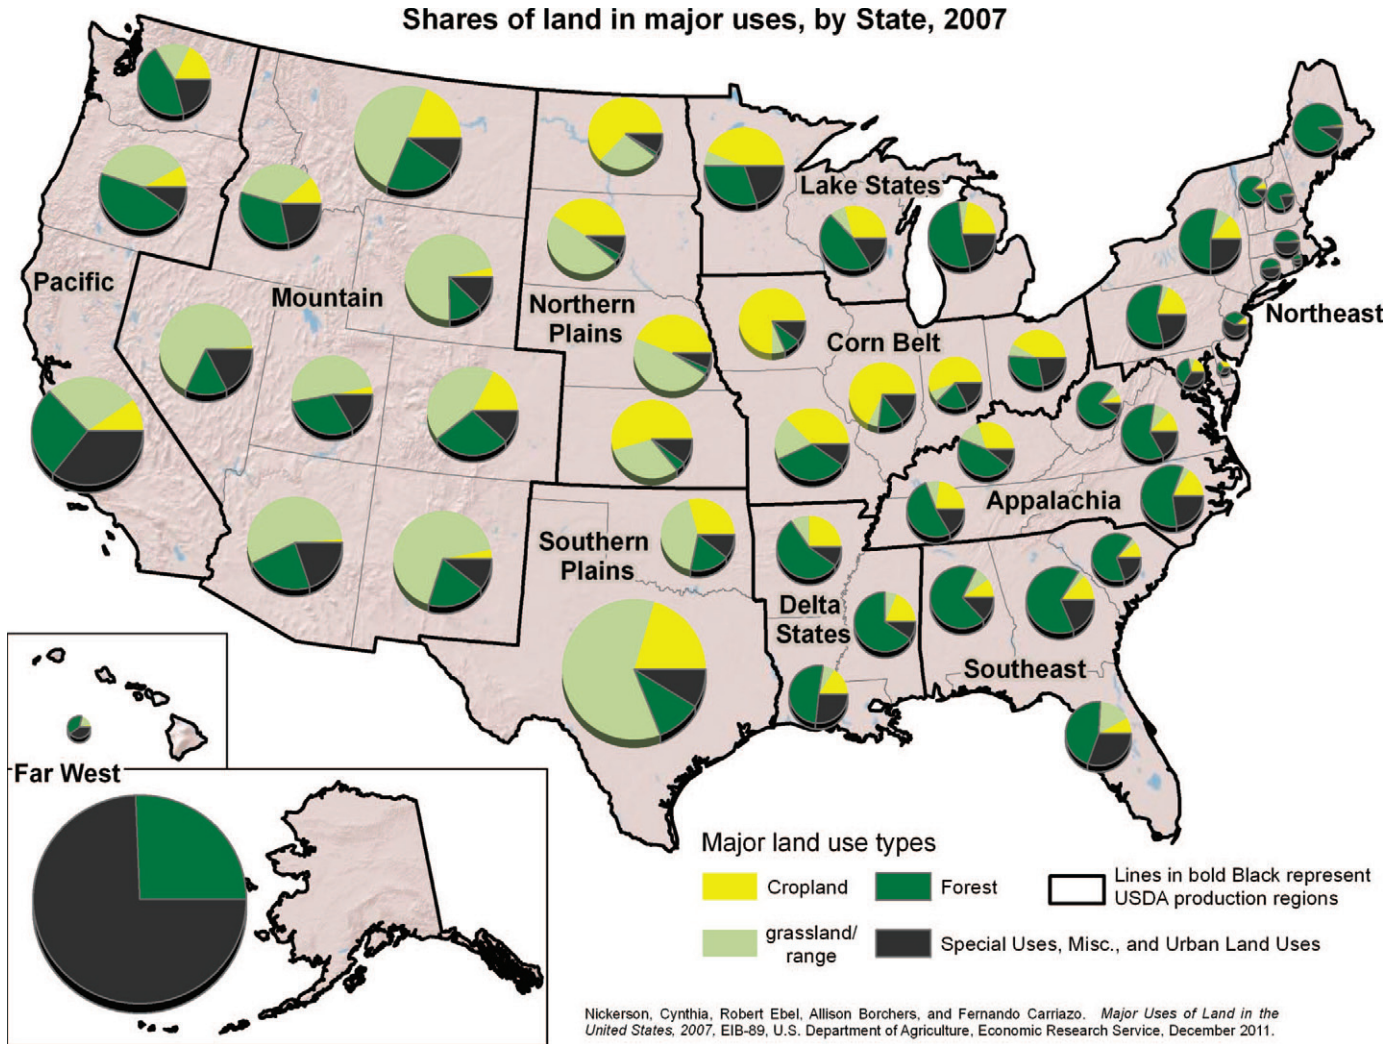 Shares of land in major uses, by State, 2007
Lake States
Pacific
Mountain
Northern
Plains
Corn Belt
Northeast
Appalachia
Southern
Plains
Delta
States
Southeast
Far West
Major land use types
Cropland
Forest
Lines in bold Black represent
USDA production regions
grassland/
range
Special Uses, Misc., and Urban Land Uses
Nickerson, Cynthia, Robert Ebel, Allison Borchers, and Fernando Carriazo. Major Uses of Land in the
United States, 2007, EIB-89, U.S. Department of Agriculture, Economic Research Service, December 2011.